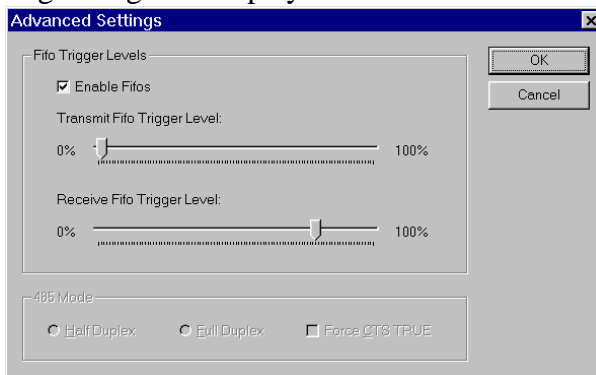 Advanced Settings
Fifo Trigger Levels
OK
Enable Fifos
Cancel
Transmit Fifo Trigger Level:
0% 100%
Receive Fifo Trigger Level:
0% 100%
485 Mode
Half Duplex Full Duplex Force CTS TRUE